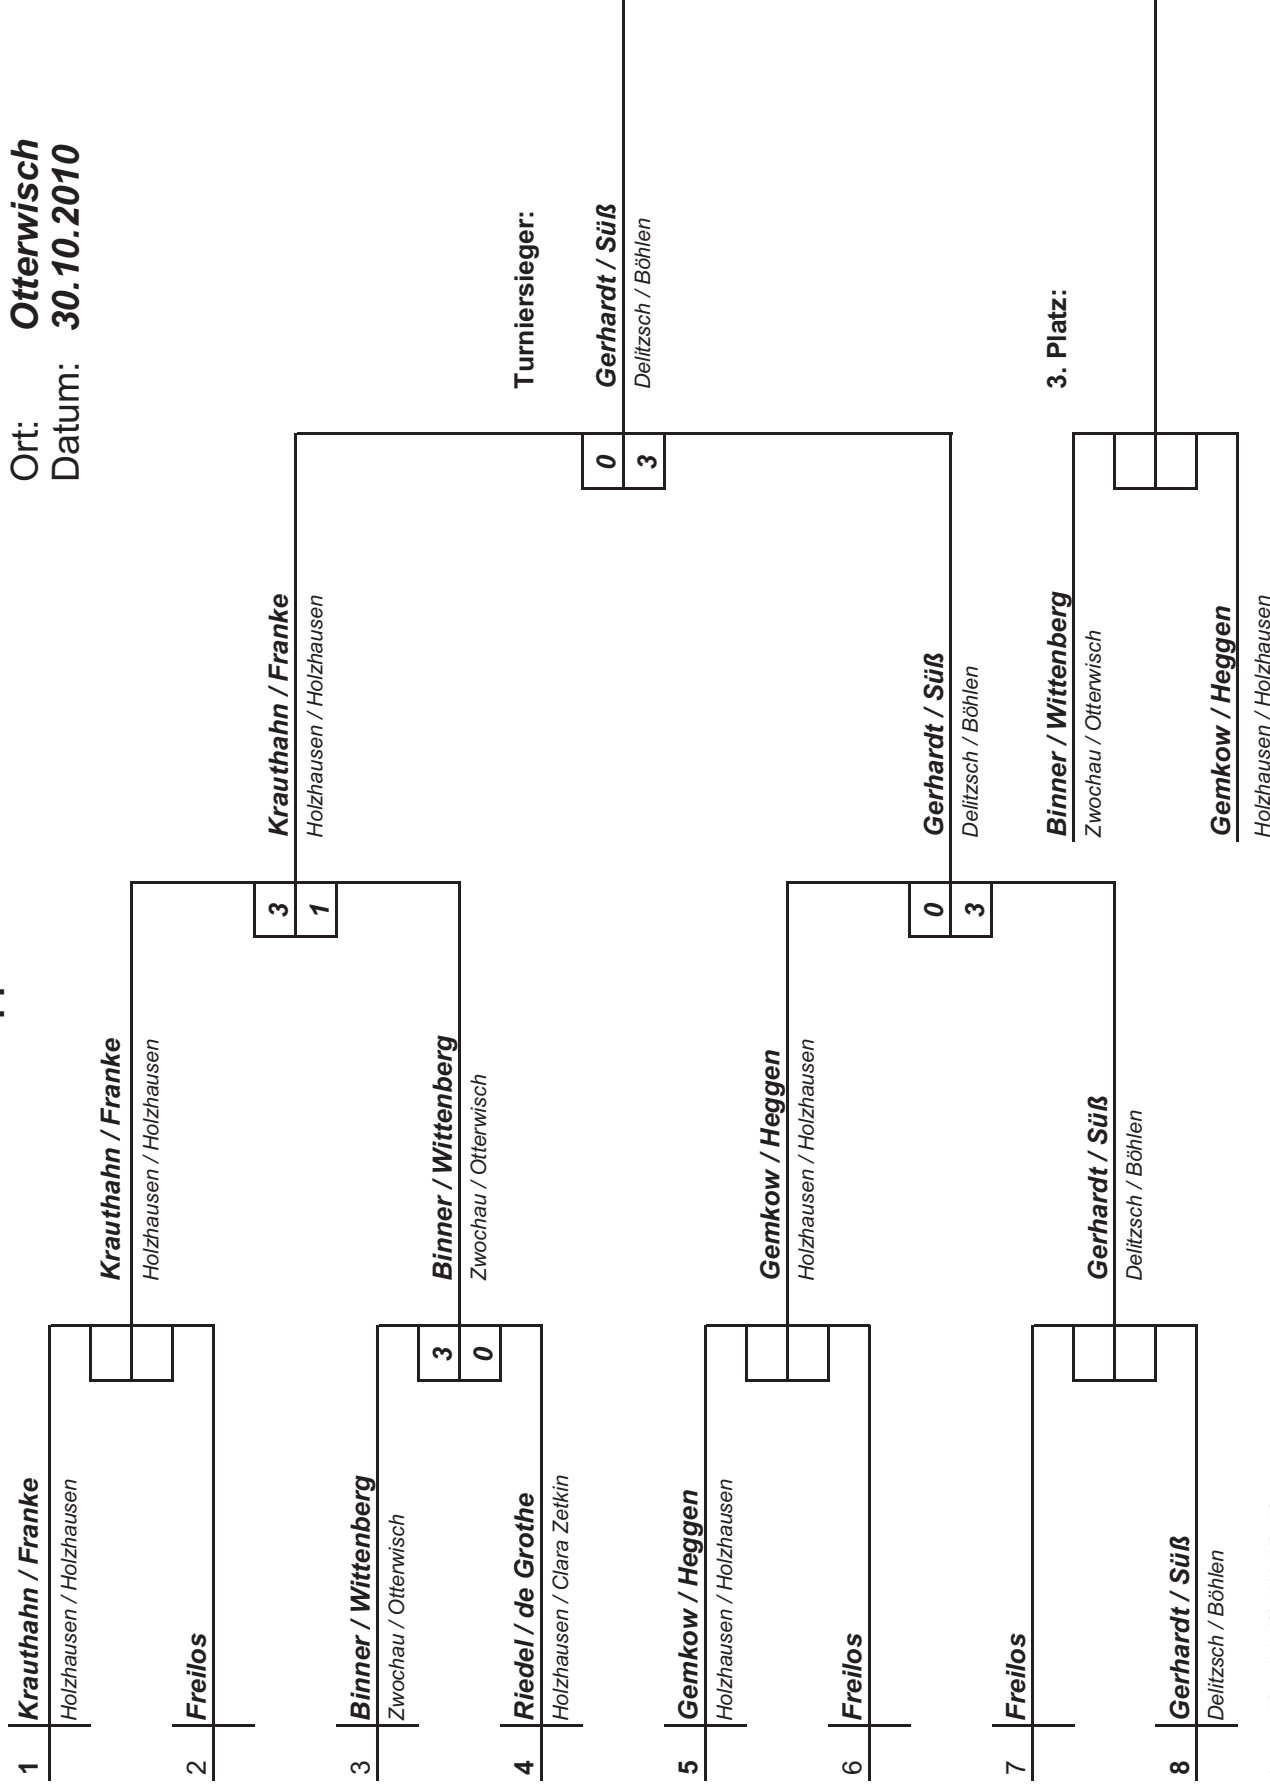 Ort: Otterwisch
Datum: 30.10.2010
1 Krauthahn / Franke
Holzhausen / Holzhausen
2 Freilos
3 Binner / Wittenberg
Zwochau / Otterwisch
4 Riedel / de Grothe
Holzhausen / Clara Zetkin
5 Gemkow / Heggen
Holzhausen / Holzhausen
6 Freilos
7 Freilos
8 Gerhardt / Süß
Delitzsch / Böhlen
Krauthahn / Franke
Holzhausen / Holzhausen
3
0
Binner / Wittenberg
Zwochau / Otterwisch
Gemkow / Heggen
Holzhausen / Holzhausen
Gerhardt / Süß
Delitzsch / Böhlen
3
1
Krauthahn / Franke
Holzhausen / Holzhausen
0
3
Gerhardt / Süß
Delitzsch / Böhlen
0
3
Turniersieger:
Gerhardt / Süß
Delitzsch / Böhlen
Binner / Wittenberg
Zwochau / Otterwisch
Gemkow / Heggen
Holzhausen / Holzhausen
3. Platz: